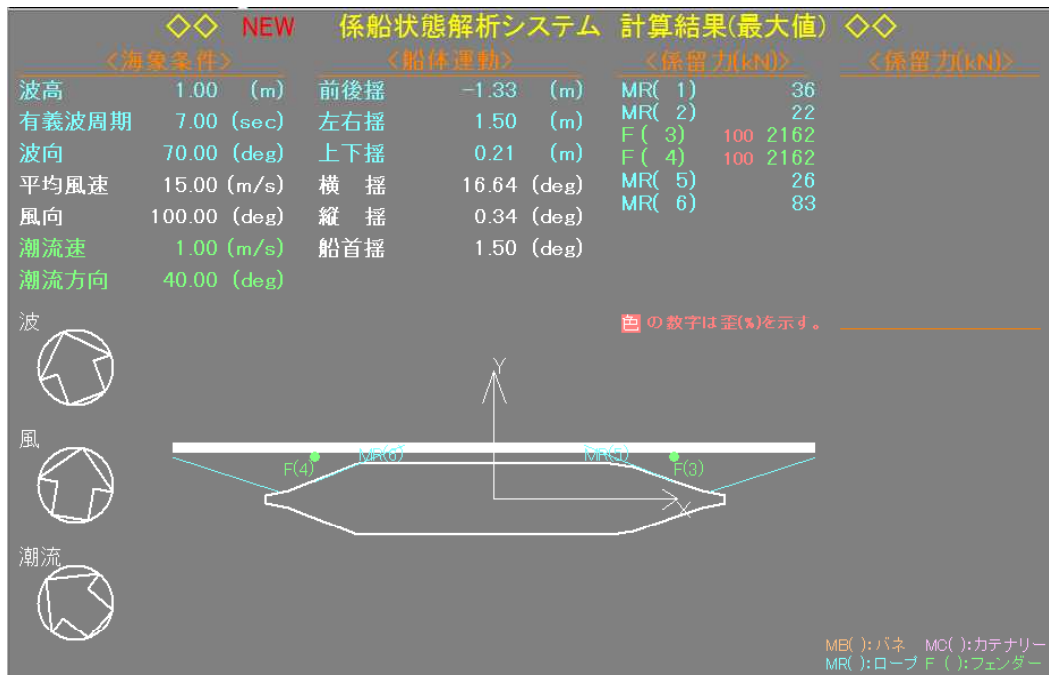 ◇◇ NEW 係船状態解析システム 計算結果(最大値) ◇◇
<海象条件> <船体運動> <係留力(kN)> <係留力(kN)>
波高 1.00 (m) 前後揺 -1.33 (m) MR( 1) 36
有義波周期 7.00 (sec) 左右揺 1.50 (m) MR( 2) 22
波向 70.00 (deg) 上下揺 0.21 (m) F( 3) 100 2162
F( 4) 100 2162
平均風速 15.00 (m/s) 横 揺 16.64 (deg) MR( 5) 26
風向 100.00 (deg) 縦 揺 0.34 (deg) MR( 6) 83
潮流速 1.00 (m/s) 船首揺 1.50 (deg)
潮流方向 40.00 (deg)
色の数字は歪(%)を示す。
波
Y
風
F(4) MR(6) MR(5) F(3)
X
潮流
MB( ):バネ MC( ):カテナリー
MR( ):ロープ F ( ):フェンダー